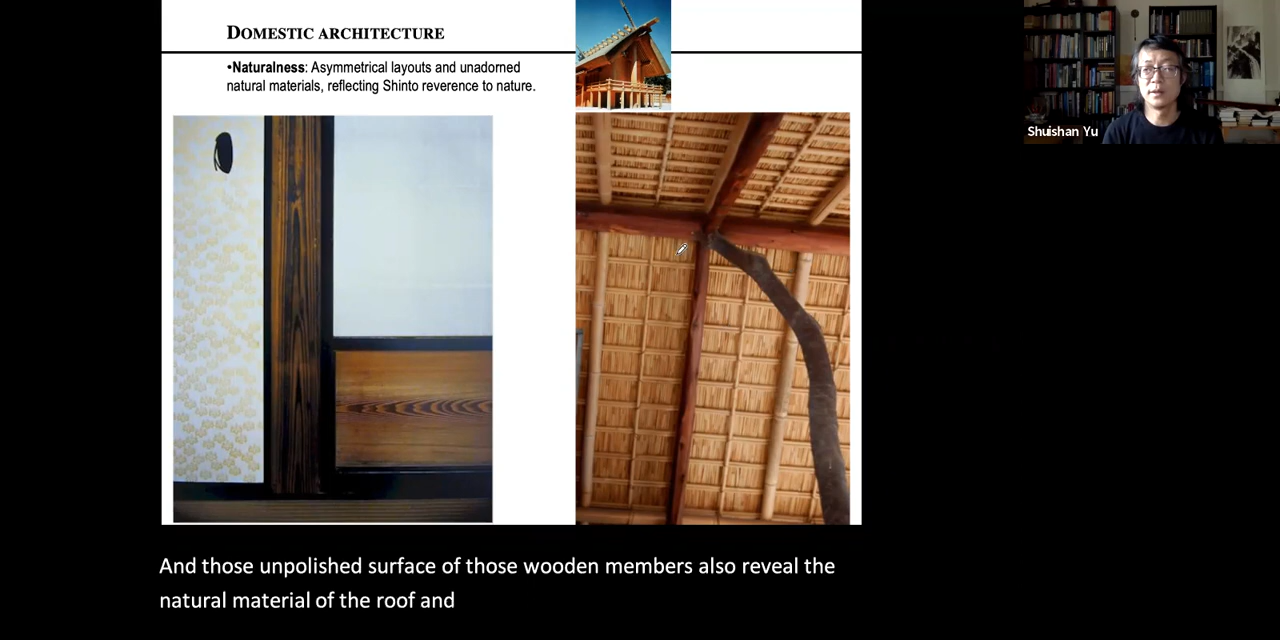 DOMESTIC ARCHITECTURE
•Naturalness: Asymmetrical layouts and unadorned
natural materials, reflecting Shinto reverence to nature.
Shuishan Yu
And those unpolished surface of those wooden members also reveal the
natural material of the roof and